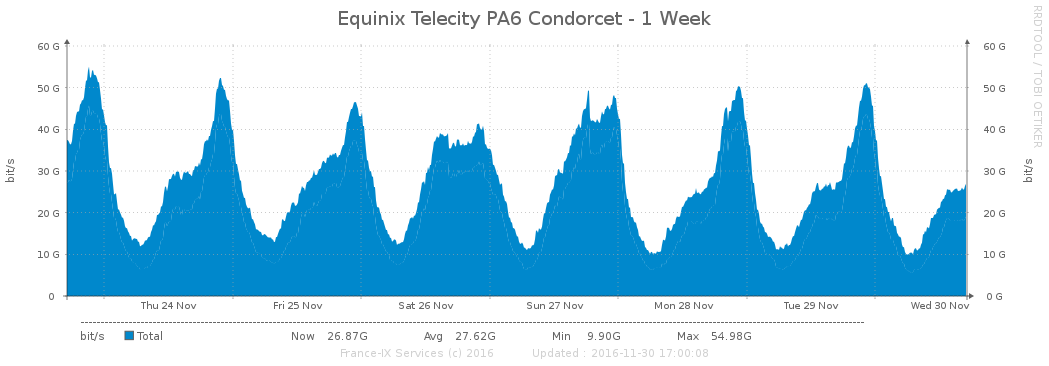 Equinix Telecity PA6 Condorcet - 1 Week
RRDTOOL / TOBI OETIKER
60 G 60 G
50 G 50 G
40 G 40 G
30 G 30 G
20 G 20 G
10 G 10 G
0 0 G
bit/s
bit/s
Thu 24 Nov Fri 25 Nov Sat 26 Nov Sun 27 Nov Mon 28 Nov Tue 29 Nov Wed 30 Nov
bit/s Total Now 26.87G Avg 27.62G Min 9.90G Max 54.98G
France-IX Services (c) 2016 Updated : 2016-11-30 17:00:08